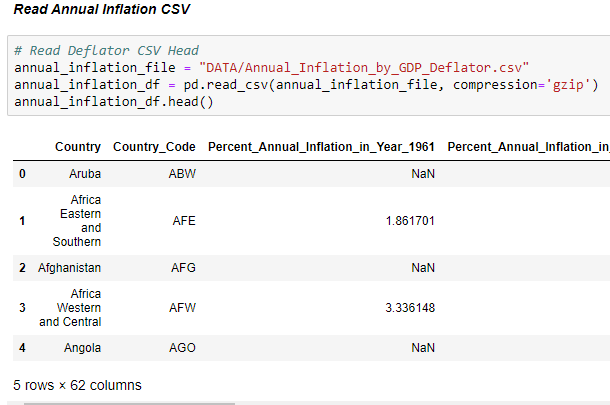 Read Annual Inflation CSV
# Read Deflator CSV Head
annual_inflation_file = "DATA/Annual_Inflation_by_GDP_Deflator.csv"
annual_inflation_df = pd.read_csv(annual_inflation_file, compression='gzip')
annual_inflation_df.head()
Country Country_Code Percent_Annual_Inflation_in_Year_1961 Percent_Annual_Inflation_in_
0 Aruba ABW NaN
Africa
Eastern
1 and AFE 1.861701
Southern
2 Afghanistan AFG NaN
Africa
3 Western AFW 3.336148
and Central
4 Angola AGO NaN
5 rows × 62 columns